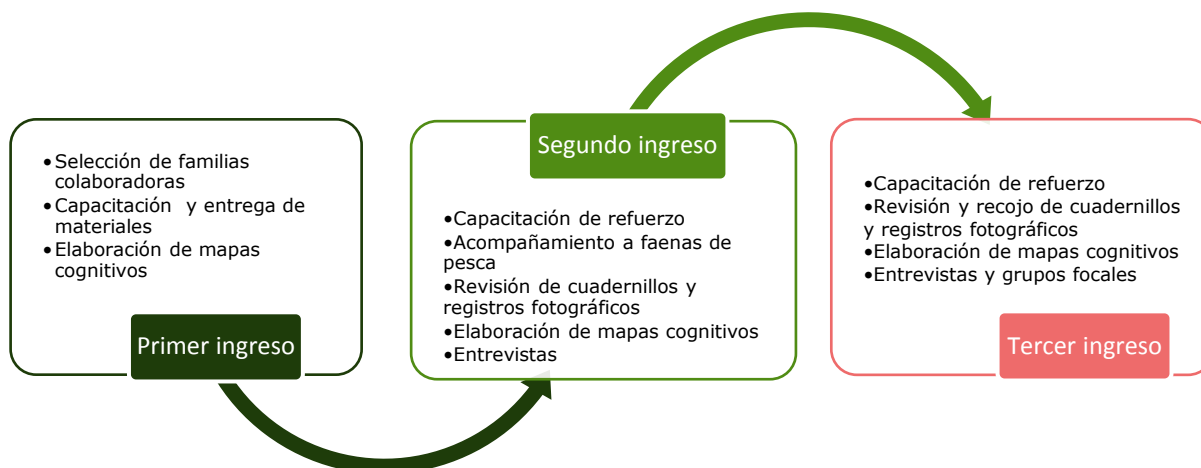 •Selección de familias
colaboradoras
•Capacitación y entrega de
materiales
•Elaboración de mapas
cognitivos
Primer ingreso
Segundo ingreso
•Capacitación de refuerzo
•Acompañamiento a faenas de
pesca
•Revisión de cuadernillos y
registros fotográficos
•Elaboración de mapas cognitivos
•Entrevistas
•Capacitación de refuerzo
•Revisión y recojo de cuadernillos
y registros fotográficos
•Elaboración de mapas cognitivos
•Entrevistas y grupos focales
Tercer ingreso